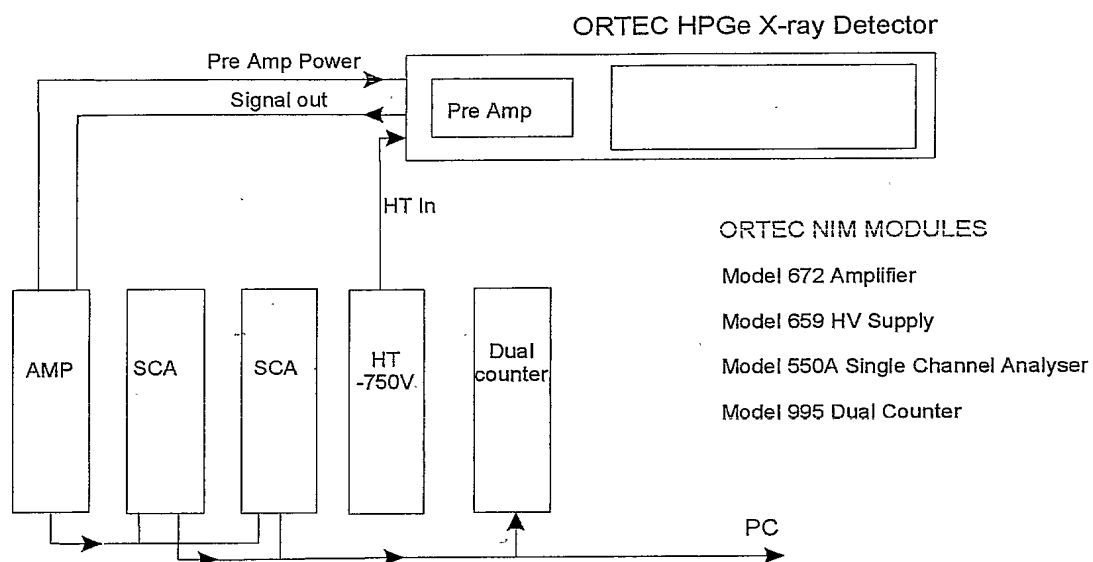 ORTEC HPGe X-ray Detector
Pre Amp Power
Signal out
Pre Amp
HT In
ORTEC NIM MODULES
Model 672 Amplifier
Model 659 HV Supply
Model 550A Single Channel Analyser
Model 995 Dual Counter
AMP
SCA
SCA
HT
-750V
Dual
counter
PC